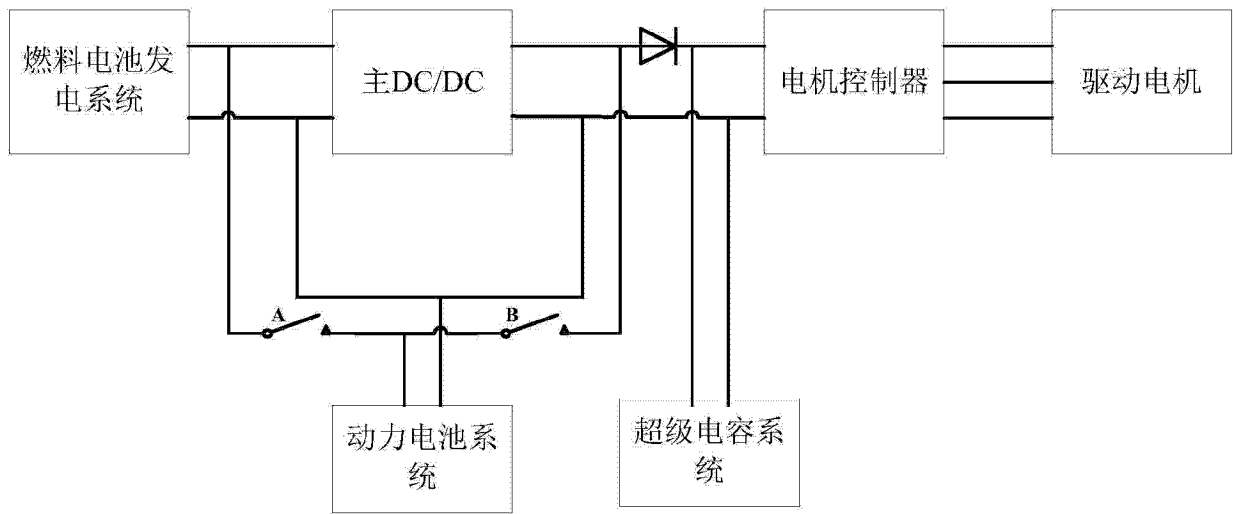 燃料电池发
电系统
主DC/DC
电机控制器
驱动电机
A
B
动力电池系
统
超级电容系
统